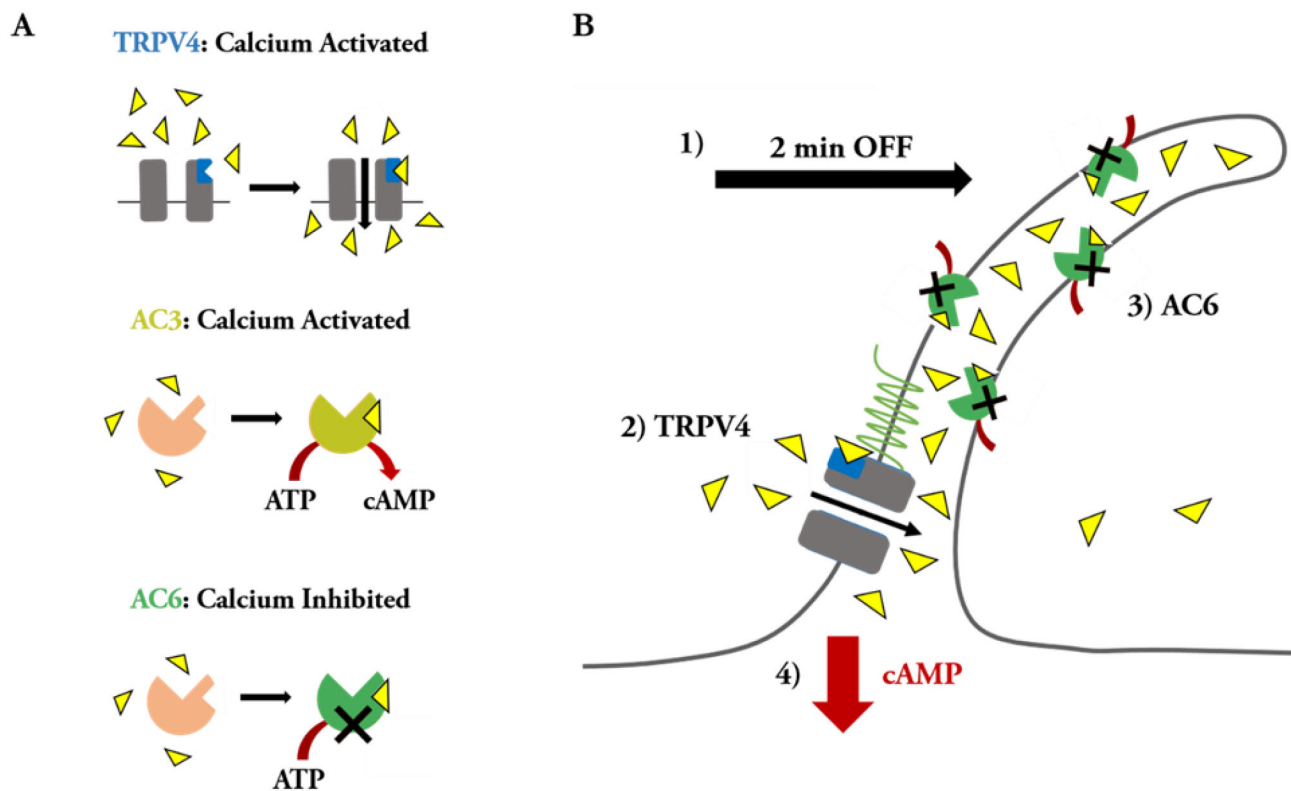 A
TRPV4: Calcium Activated
AC3: Calcium Activated
ATP
cAMP
AC6: Calcium Inhibited
ATP
B
1)
2 min OFF
3) AC6
2) TRPV4
4)
cAMP